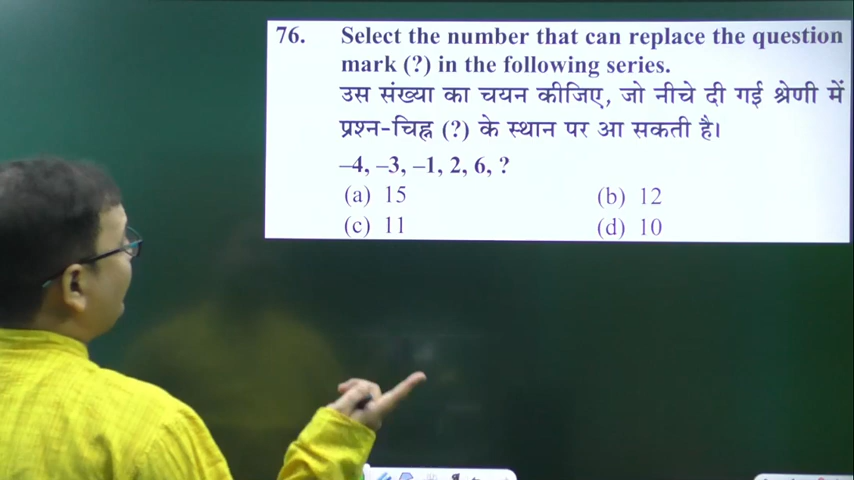 76. Select the number that can replace the question
mark (?) in the following series.
उस संख्या का चयन कीजिए, जो नीचे दी गई श्रेणी में
प्रश्न-चिह्न (?) के स्थान पर आ सकती है।
–4, –3, –1, 2, 6, ?
(a) 15 (b) 12
(c) 11 (d) 10